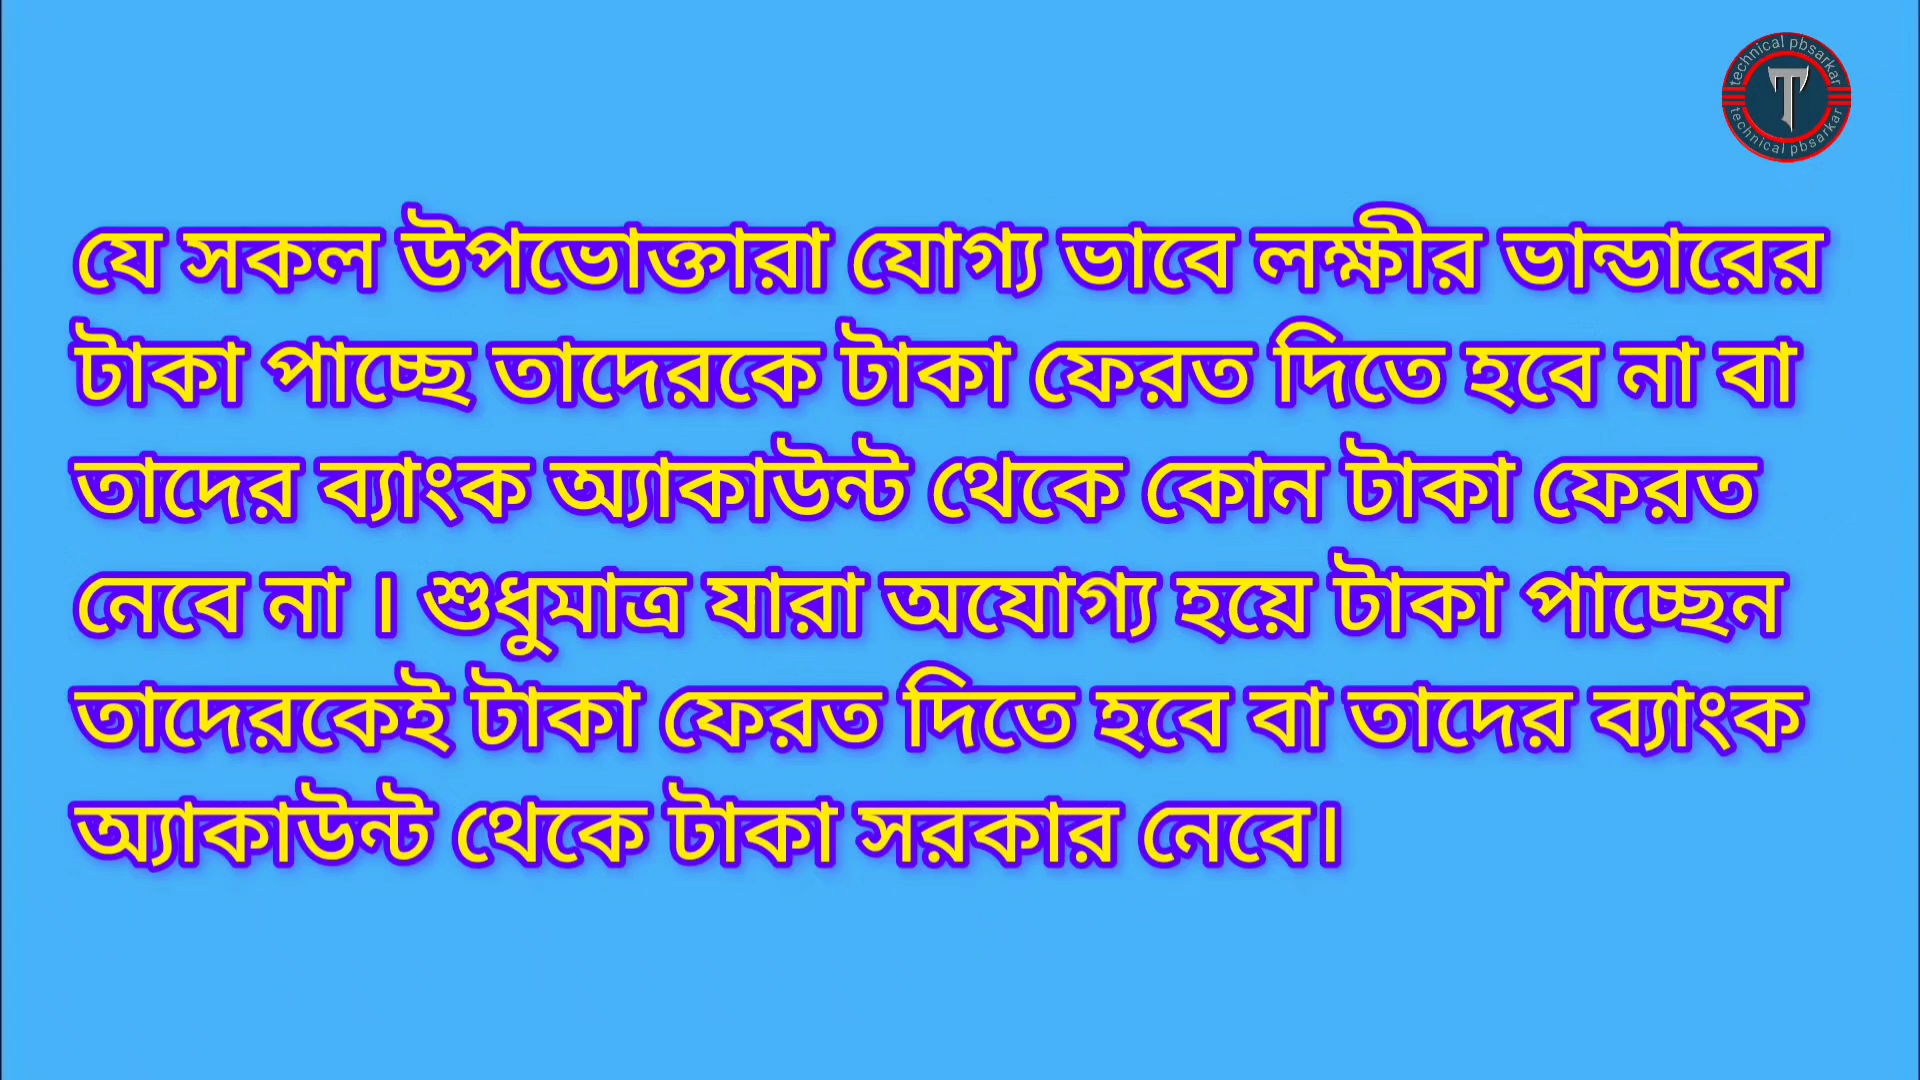 technical pbsarkar
technical pbsarkar
T
যে সকল উপভোক্তারা যোগ্য ভাবে লক্ষীর ভান্ডারের
টাকা পাচ্ছে তাদেরকে টাকা ফেরত দিতে হবে না বা
তাদের ব্যাংক অ্যাকাউন্ট থেকে কোন টাকা ফেরত
নেবে না । শুধুমাত্র যারা অযোগ্য হয়ে টাকা পাচ্ছেন
তাদেরকেই টাকা ফেরত দিতে হবে বা তাদের ব্যাংক
অ্যাকাউন্ট থেকে টাকা সরকার নেবে।